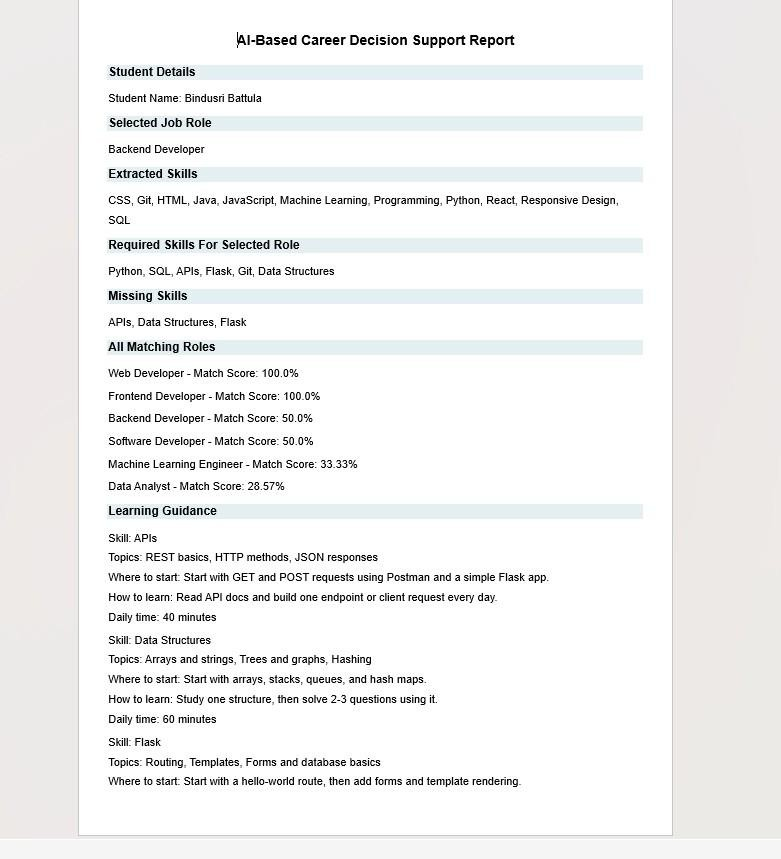 AI-Based Career Decision Support Report
Student Details
Student Name: Bindusri Battula
Selected Job Role
Backend Developer
Extracted Skills
CSS, Git, HTML, Java, JavaScript, Machine Learning, Programming, Python, React, Responsive Design,
SQL
Required Skills For Selected Role
Python, SQL, APIs, Flask, Git, Data Structures
Missing Skills
APIs, Data Structures, Flask
All Matching Roles
Web Developer - Match Score: 100.0%
Frontend Developer - Match Score: 100.0%
Backend Developer - Match Score: 50.0%
Software Developer - Match Score: 50.0%
Machine Learning Engineer - Match Score: 33.33%
Data Analyst - Match Score: 28.57%
Learning Guidance
Skill: APIs
Topics: REST basics, HTTP methods, JSON responses
Where to start: Start with GET and POST requests using Postman and a simple Flask app.
How to learn: Read API docs and build one endpoint or client request every day.
Daily time: 40 minutes
Skill: Data Structures
Topics: Arrays and strings, Trees and graphs, Hashing
Where to start: Start with arrays, stacks, queues, and hash maps.
How to learn: Study one structure, then solve 2-3 questions using it.
Daily time: 60 minutes
Skill: Flask
Topics: Routing, Templates, Forms and database basics
Where to start: Start with a hello-world route, then add forms and template rendering.